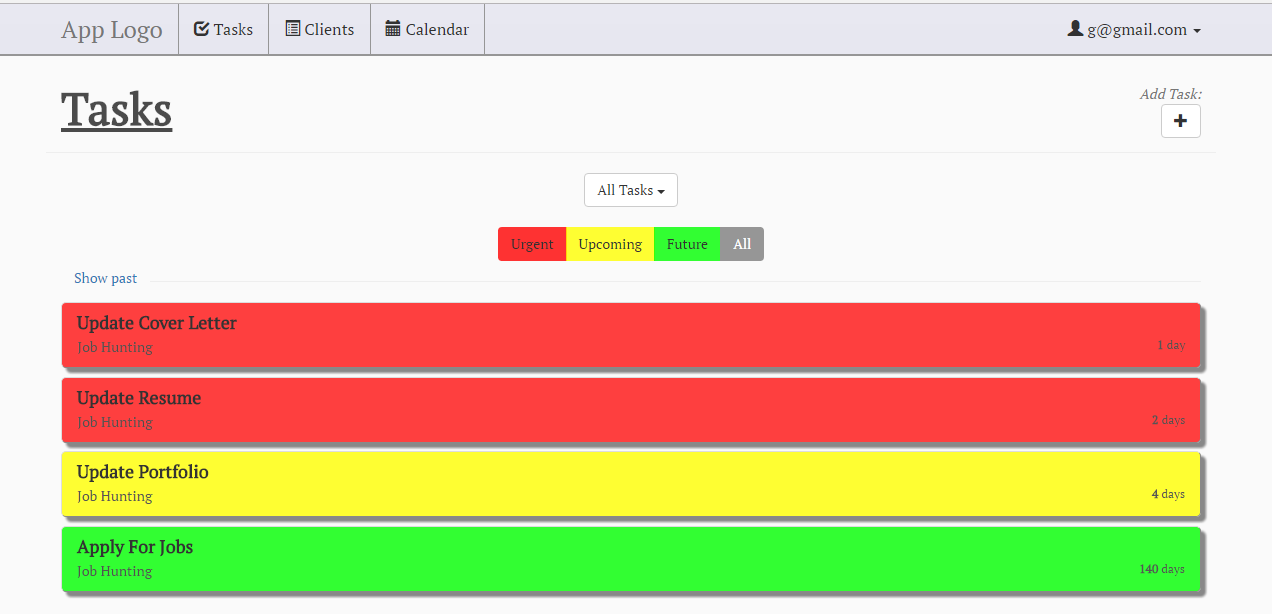 App Logo
Tasks
Clients
Calendar
g@gmail.com
Tasks
Add Task:
All Tasks
Urgent
Upcoming
Future
All
Show past
Update Cover Letter
Job Hunting
1 day
Update Resume
Job Hunting
2 days
Update Portfolio
Job Hunting
4 days
Apply For Jobs
Job Hunting
140 days